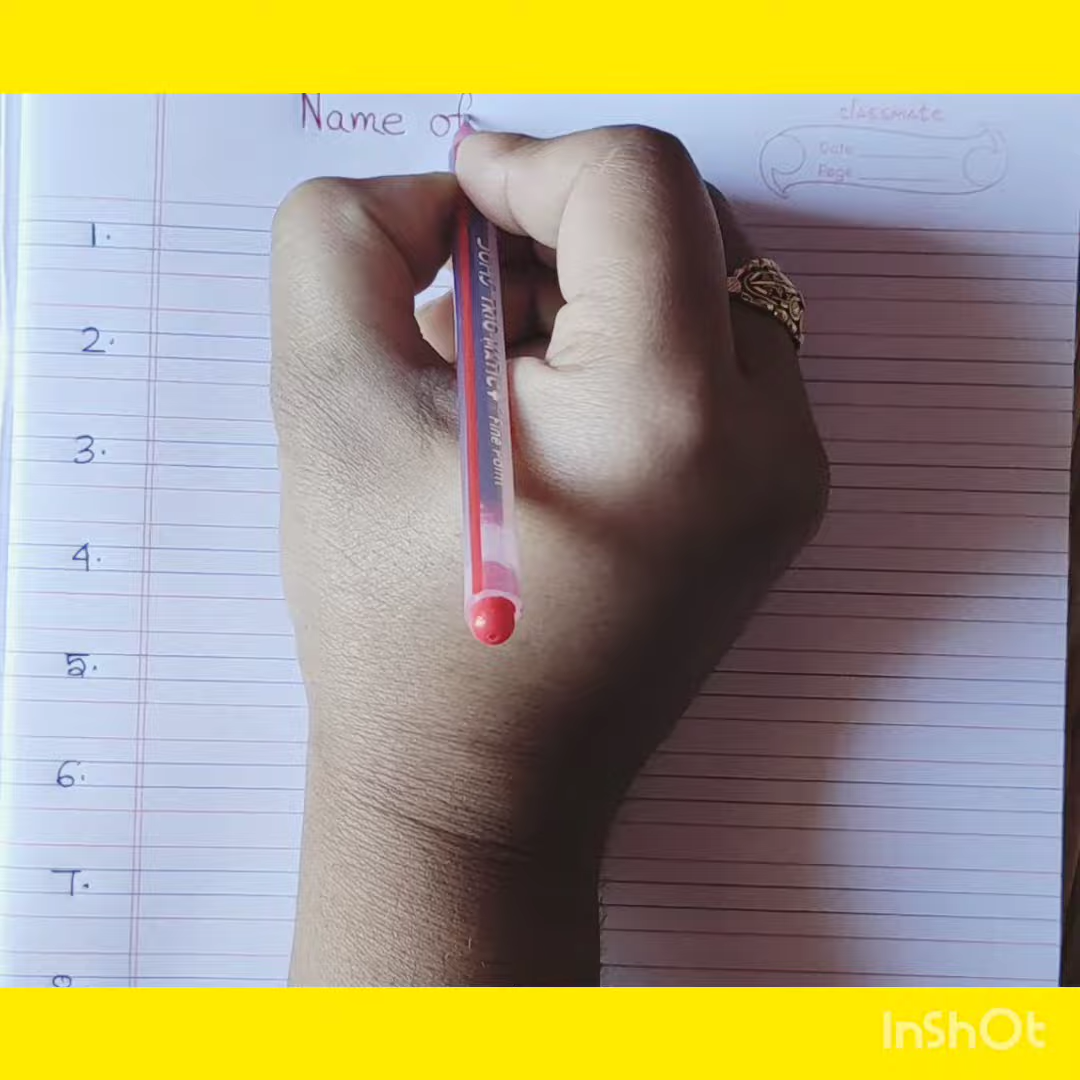 Name of
classmate
Date
Page
1.
2.
3.
4.
5.
6.
7.
InShOt